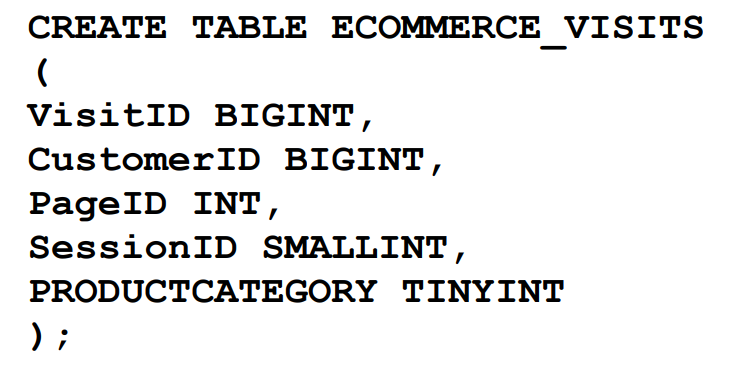 CREATE TABLE ECOMMERCE_VISITS
(
VisitID BIGINT,
CustomerID BIGINT,
PageID INT,
SessionID SMALLINT,
PRODUCTCATEGORY TINYINT
);